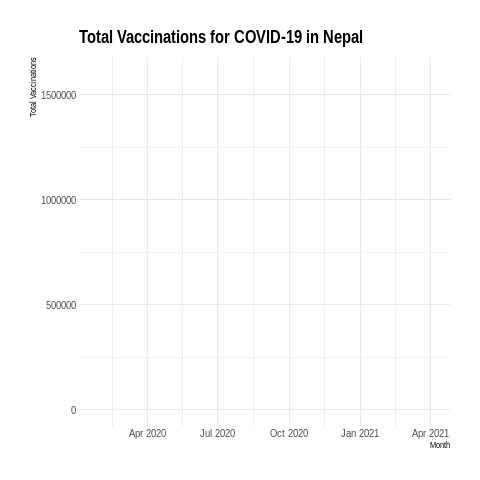 Total Vaccinations for COVID-19 in Nepal
Total Vaccinations
1500000
1000000
500000
0
Apr 2020 Jul 2020 Oct 2020 Jan 2021 Apr 2021
Month